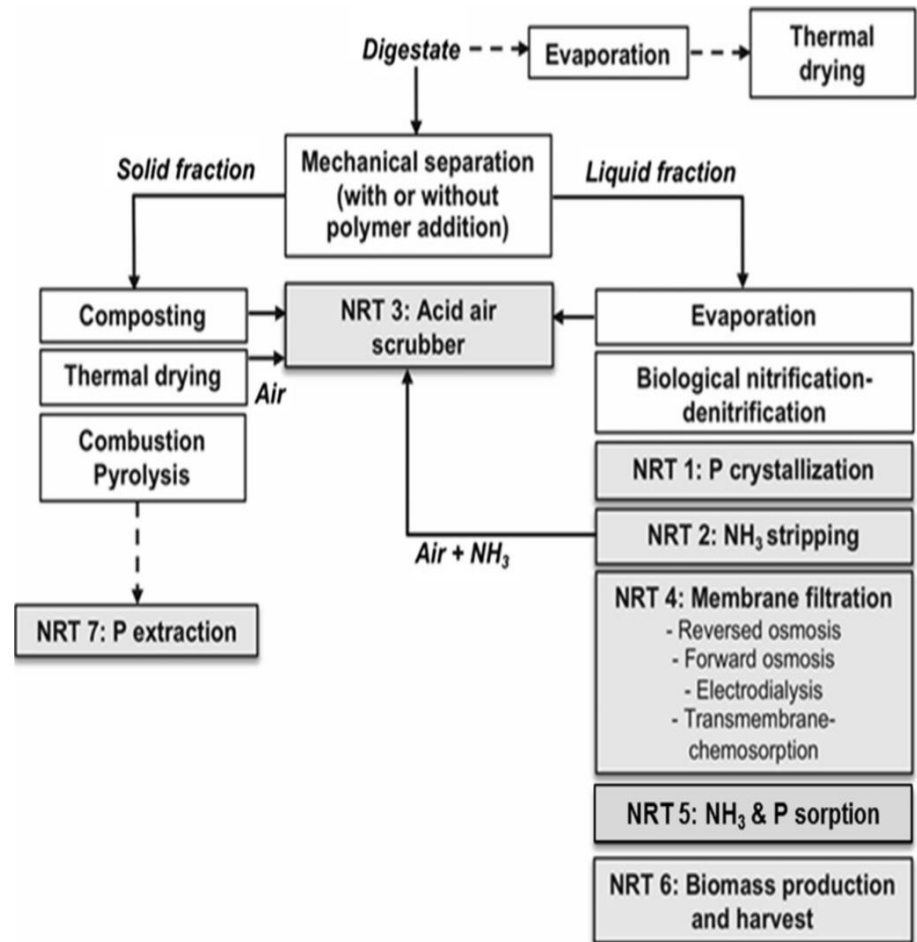 Digestate
Evaporation
Thermal
drying
Solid fraction
Mechanical separation
(with or without
polymer addition)
Liquid fraction
Composting
Thermal drying
Air
Combustion
Pyrolysis
NRT 7: P extraction
NRT 3: Acid air
scrubber
Air + NH₃
Evaporation
Biological nitrification-
denitrification
NRT 1: P crystallization
NRT 2: NH₃ stripping
NRT 4: Membrane filtration
- Reversed osmosis
- Forward osmosis
- Electrodialysis
- Transmembrane-
chemosorption
NRT 5: NH₃ & P sorption
NRT 6: Biomass production
and harvest